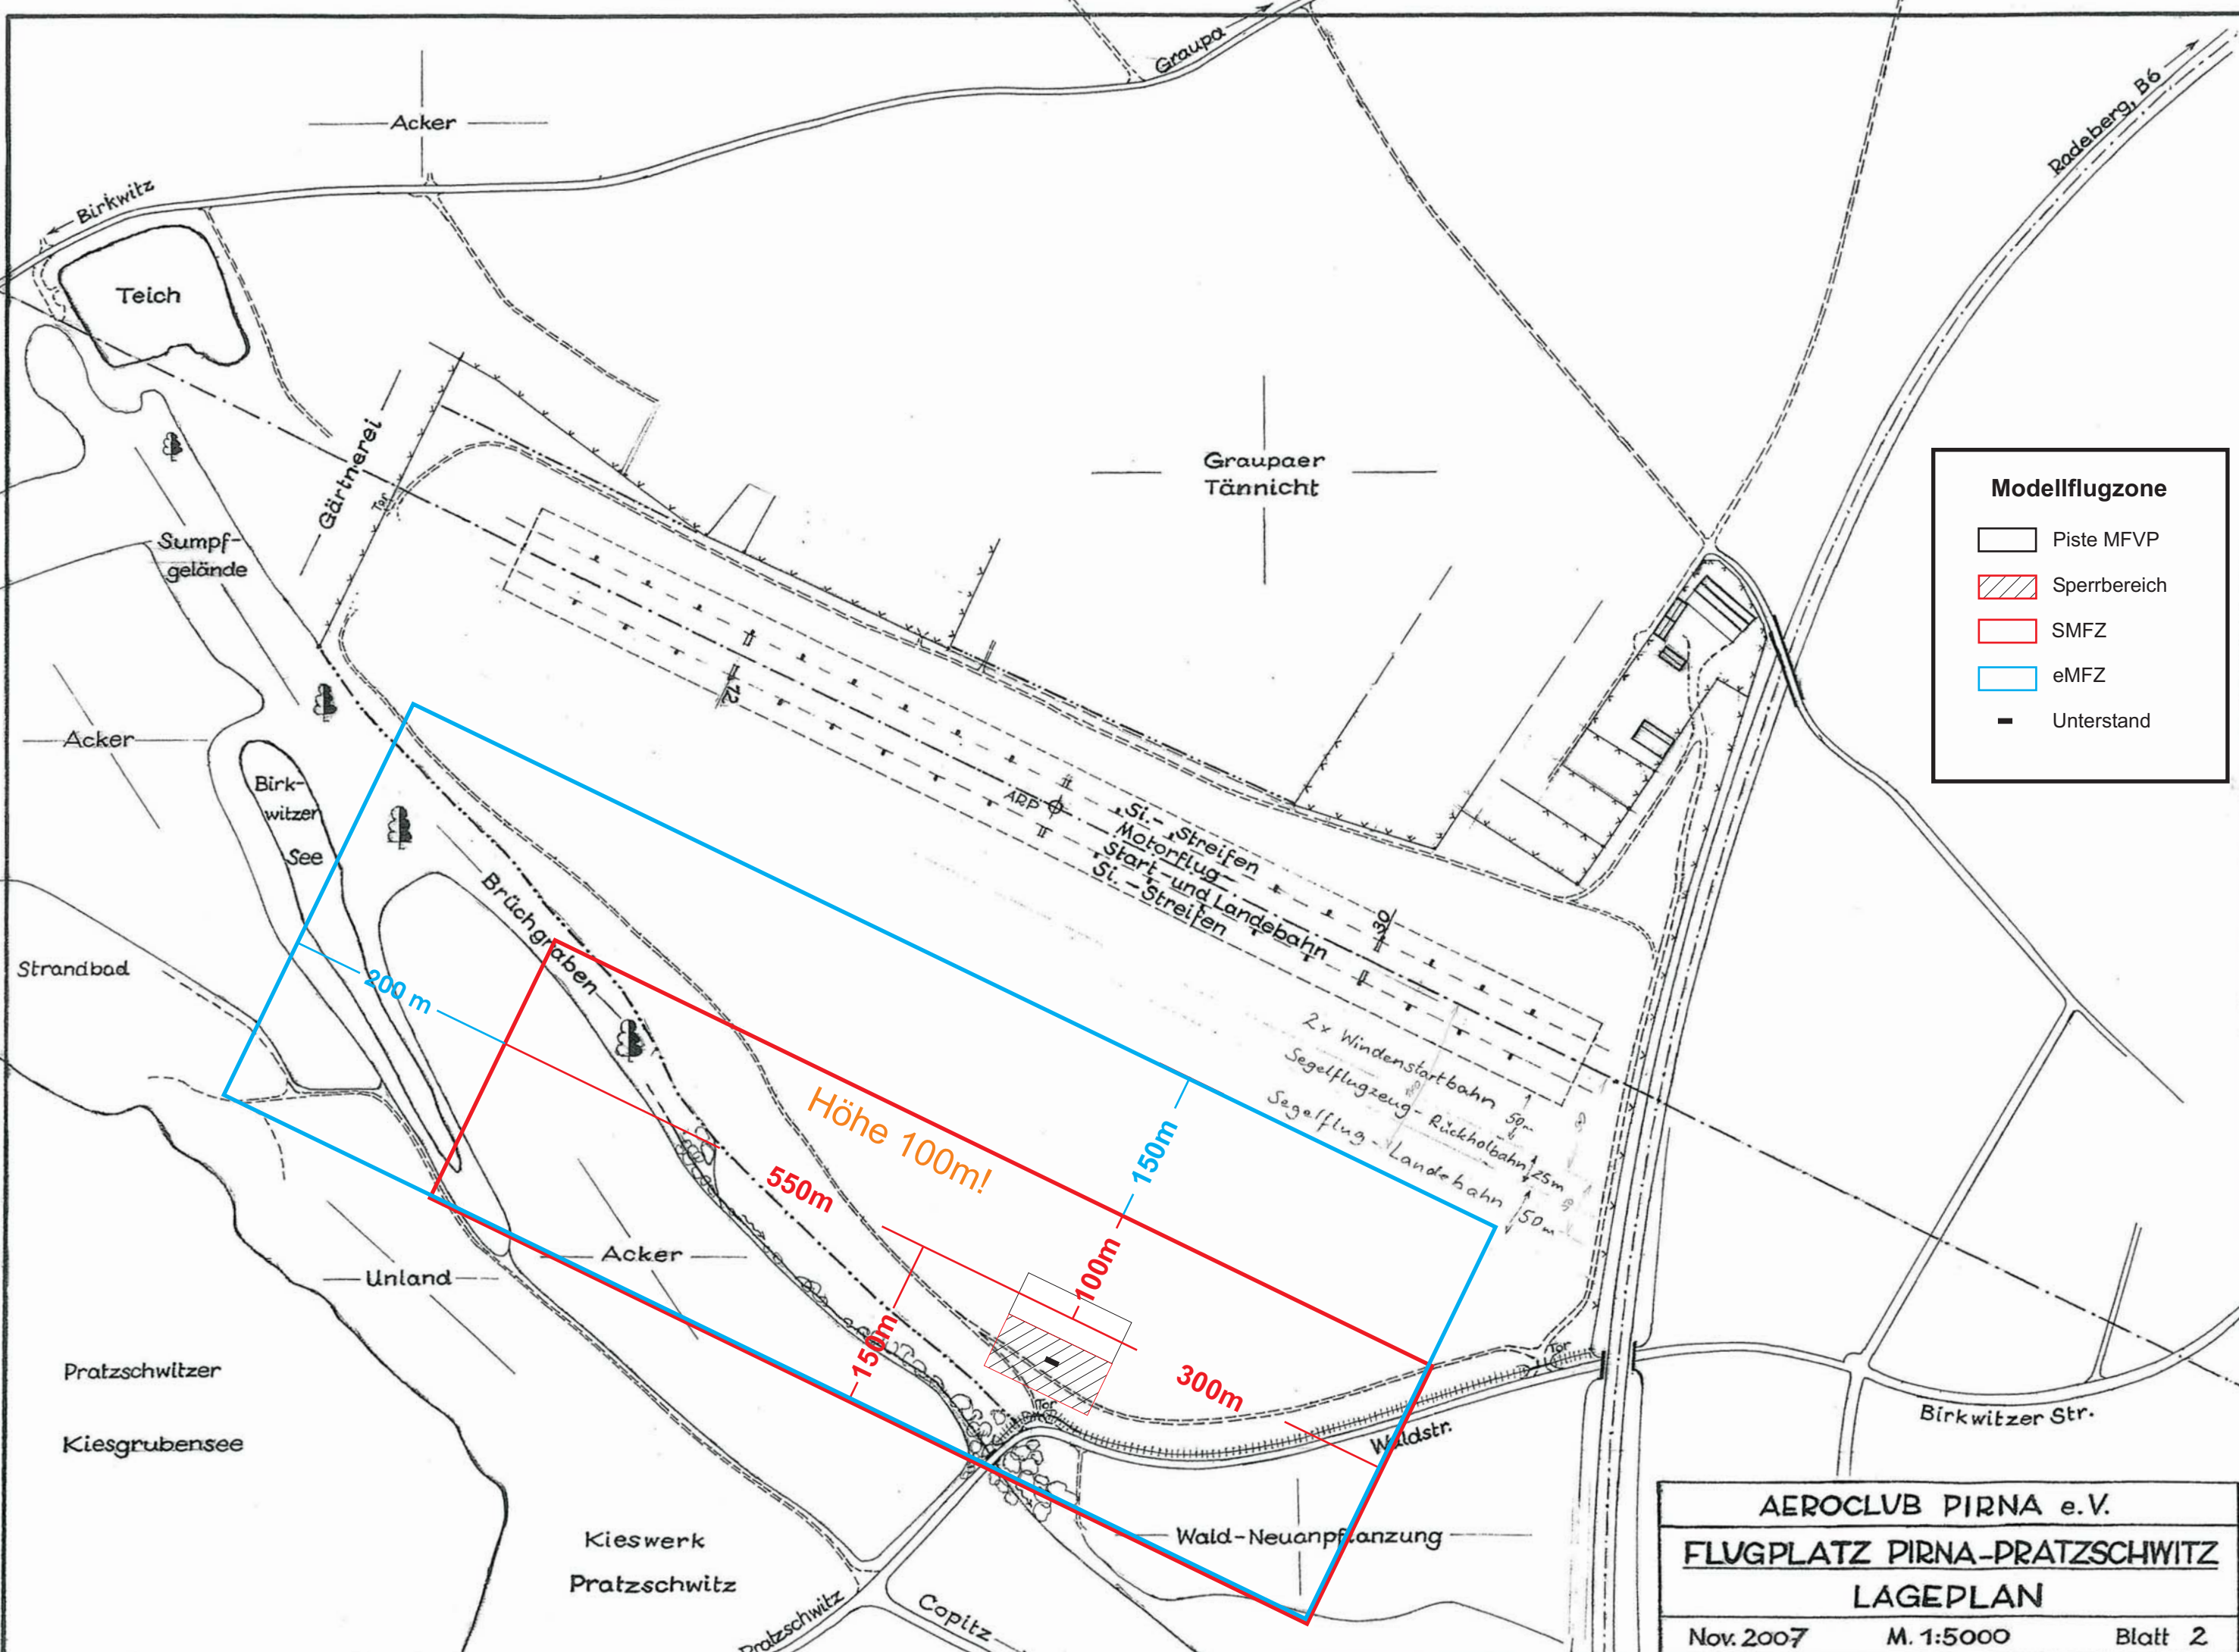 Graupa
Radeberg, B6
Acker
Birkwitz
Teich
Gärtnerei
Tor
Graupaer
Tännicht
Modellflugzone
Piste MFVP
Sperrbereich
SMFZ
eMFZ
Unterstand
Sumpf-
gelände
12
Acker
Birk-
witzer
See
ARP
Si.- Streifen
Motorflug-
Start-und Landebahn
Si.-Streifen
30
Brüchgraben
Strandbad
200 m
2x Windenstartbahn 50m
Segelflugzeug-Rückholbahn 25m
Segelflug-Landebahn 50m
Höhe 100m!
150m
550m
100m
Acker
Unland
150m
300m
Tor
Tor
Pratzschwitzer
Kiesgrubensee
Waldstr.
Birkwitzer Str.
Kieswerk
Pratzschwitz
Wald-Neuanpflanzung
Pratzschwitz
Copitz
AEROCLUB PIRNA e.V.
FLUGPLATZ PIRNA-PRATZSCHWITZ
LAGEPLAN
Nov. 2007 M. 1:5000 Blatt 2